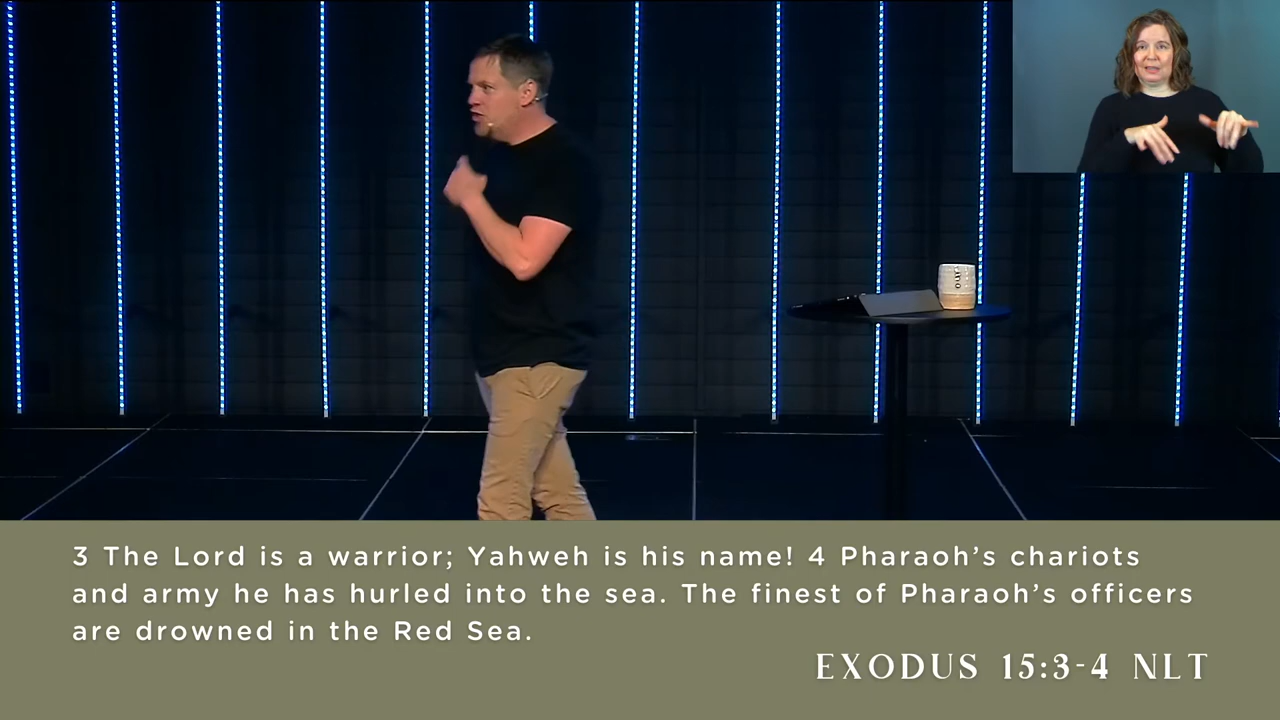 our
3 The Lord is a warrior; Yahweh is his name! 4 Pharaoh’s chariots
and army he has hurled into the sea. The finest of Pharaoh’s officers
are drowned in the Red Sea.
EXODUS 15:3-4 NLT